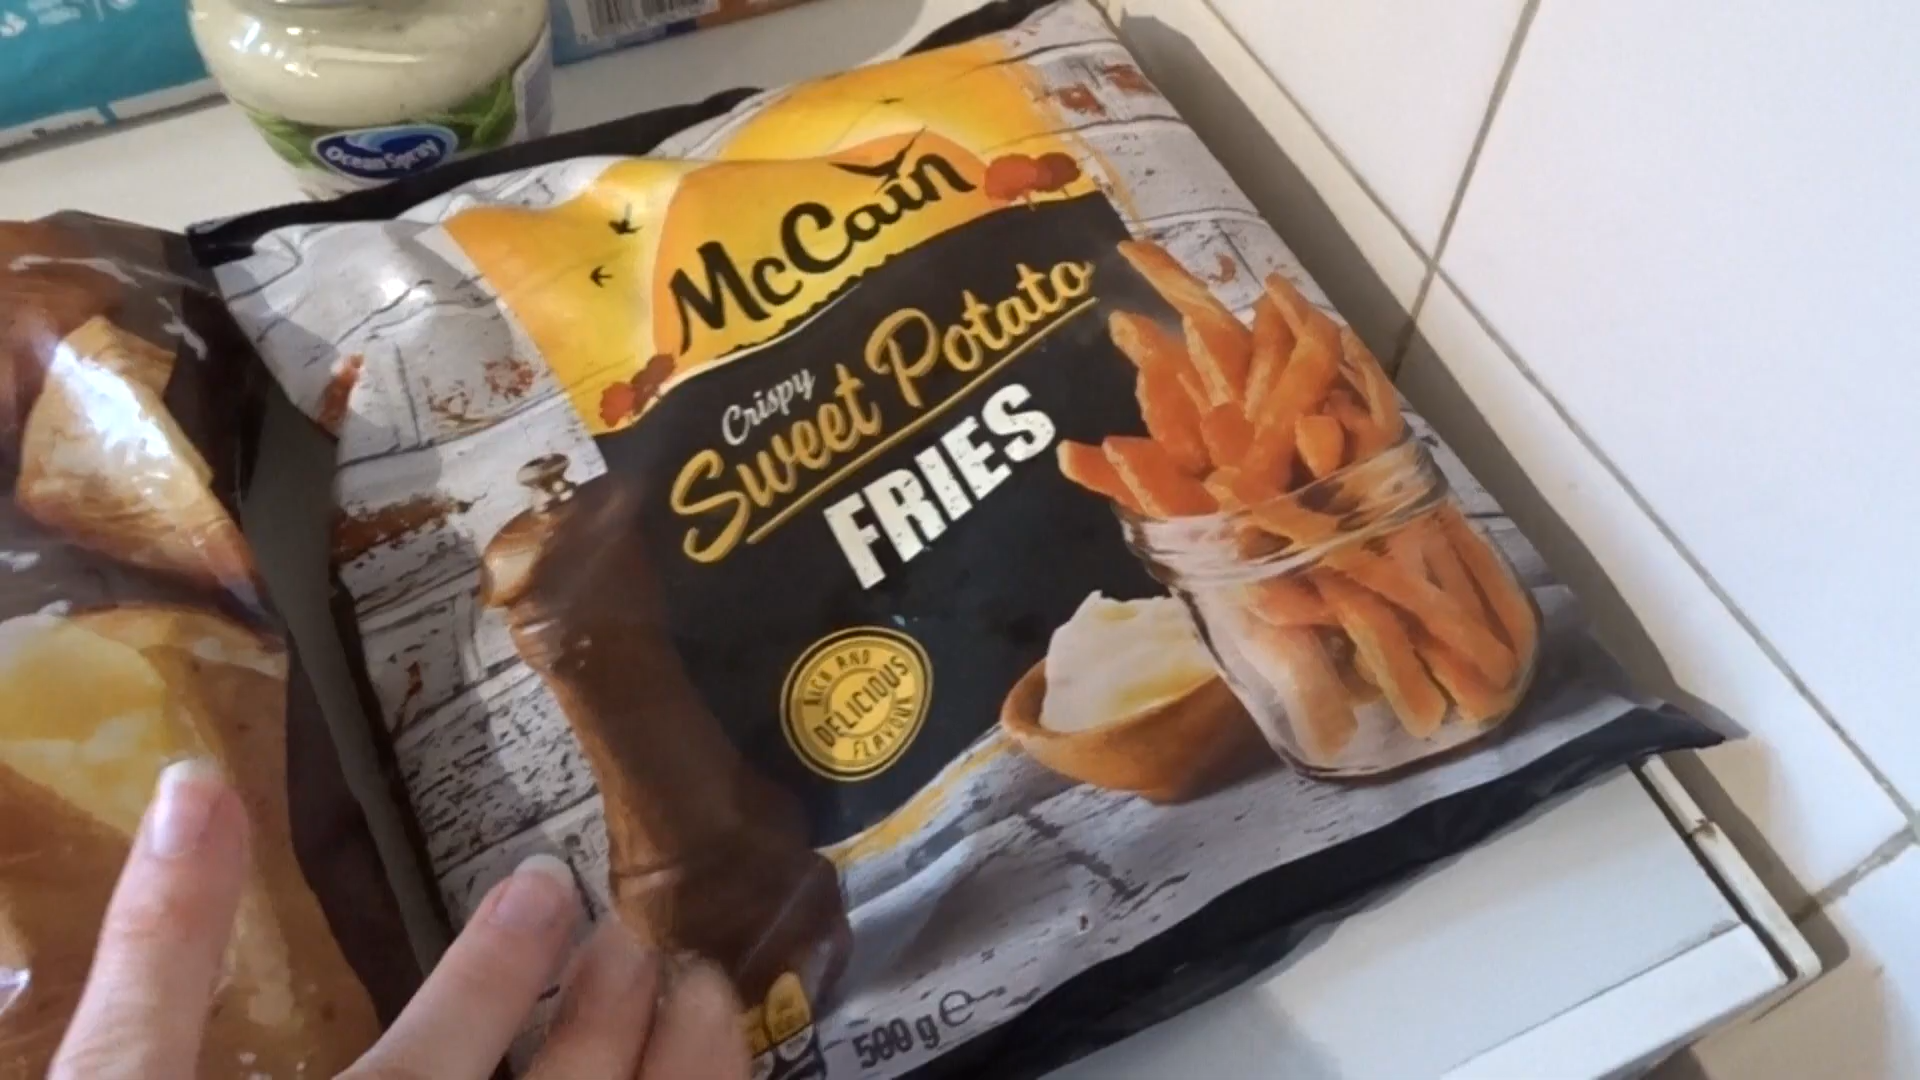 Ocean Spray
McCain
Crispy
Sweet Potato
FRIES
RICH AND
DELICIOUS
FLAVOUR
500 g e